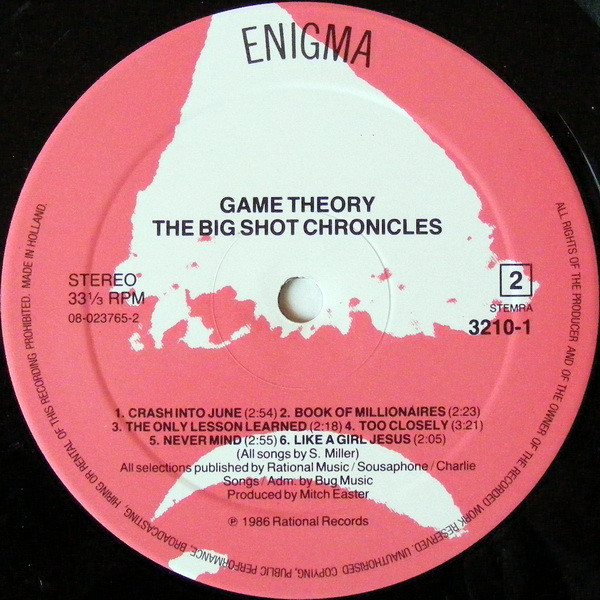 ENIGMA
GAME THEORY
THE BIG SHOT CHRONICLES
STEREO
33⅓ RPM
08-023765-2
2
STEMRA
3210-1
1. CRASH INTO JUNE (2:54) 2. BOOK OF MILLIONAIRES (2:23)
3. THE ONLY LESSON LEARNED (2:18) 4. TOO CLOSELY (3:21)
5. NEVER MIND (2:55) 6. LIKE A GIRL JESUS (2:05)
(All songs by S. Miller)
All selections published by Rational Music / Sousaphone / Charlie
Songs / Adm. by Bug Music
Produced by Mitch Easter
℗ 1986 Rational Records
ALL RIGHTS OF THE PRODUCER AND OF THE OWNER OF THE RECORDED WORK RESERVED. UNAUTHORISED COPYING, PUBLIC PERFORMANCE, BROADCASTING, HIRING OR RENTAL OF THIS RECORDING PROHIBITED. MADE IN HOLLAND.